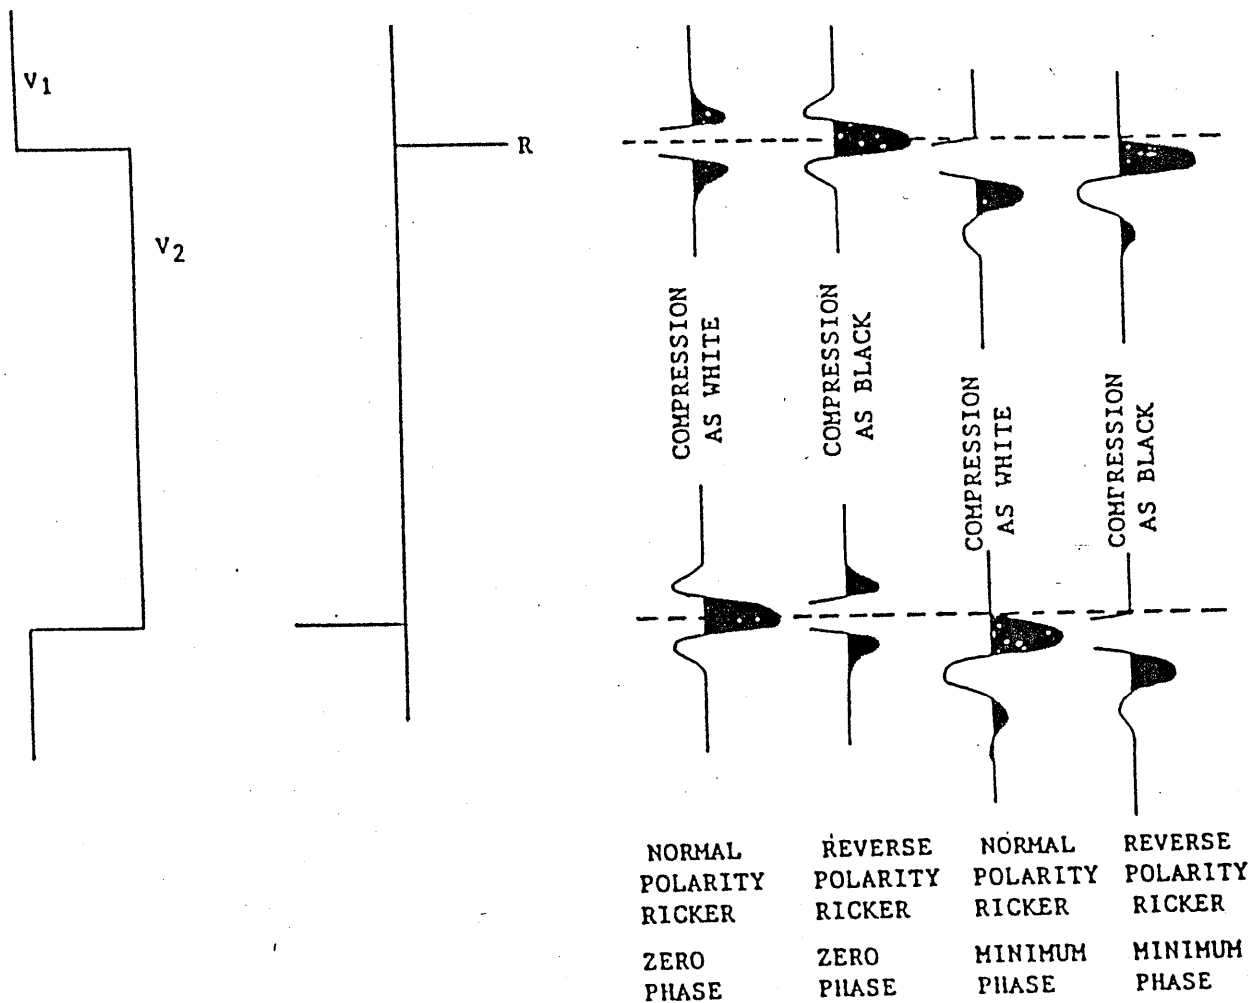 V1
R
V2
COMPRESSION
AS WHITE
COMPRESSION
AS BLACK
COMPRESSION
AS WHITE
COMPRESSION
AS BLACK
NORMAL
POLARITY
RICKER
ZERO
PHASE
REVERSE
POLARITY
RICKER
ZERO
PHASE
NORMAL
POLARITY
RICKER
MINIMUM
PHASE
REVERSE
POLARITY
RICKER
MINIMUM
PHASE